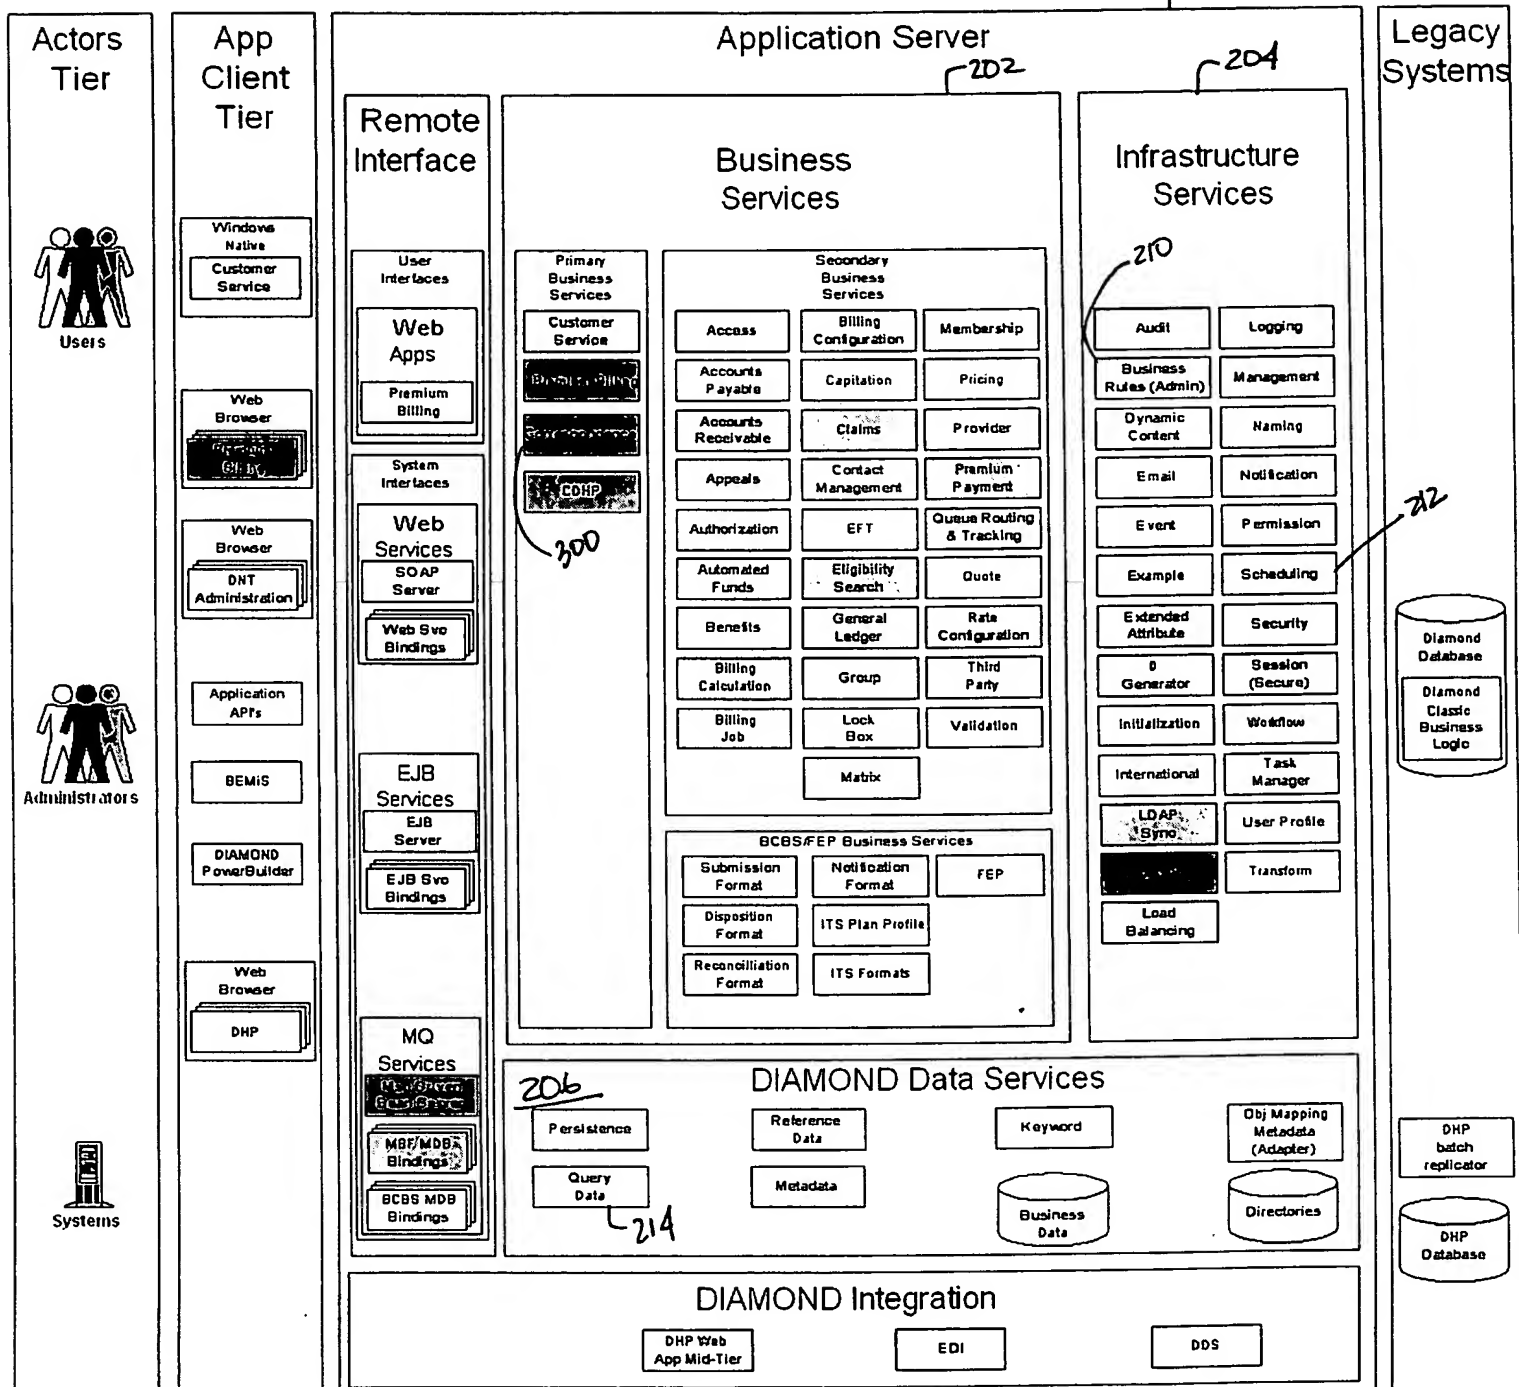 Actors
Tier
Users
Administrators
Systems
App
Client
Tier
Windows
Native
Customer
Service
Web
Browser
Web
Browser
DNT
Administration
Application
API's
BEMiS
DIAMOND
PowerBuilder
Web
Browser
DHP
Application Server
Remote
Interface
User
Interfaces
Web
Apps
Premium
Billing
System
Interfaces
Web
Services
SOAP
Server
Web Svo
Bindings
EJB
Services
EJB
Server
EJB Svo
Bindings
MQ
Services
MBF/MDB
Bindings
BCBS MDB
Bindings
202
Business
Services
Primary
Business
Services
Customer
Service
CDHP
300
Secondary
Business
Services
Access
Billing
Configuration
Membership
Accounts
Payable
Capitation
Pricing
Accounts
Receivable
Claims
Provider
Appeals
Contact
Management
Premium
Payment
Authorization
EFT
Queue Routing
& Tracking
Automated
Funds
Eligibility
Search
Quote
Benefits
General
Ledger
Rate
Configuration
Billing
Calculation
Group
Third
Party
Billing
Job
Lock
Box
Validation
Matrix
BCBS/FEP Business Services
Submission
Format
Notification
Format
FEP
Disposition
Format
ITS Plan Profile
Reconcilliation
Format
ITS Formats
204
Infrastructure
Services
210
Audit
Logging
Business
Rules (Admin)
Management
Dynamic
Content
Naming
Email
Notification
Event
Permission
212
Example
Scheduling
Extended
Attribute
Security
Generator
Session
(Secure)
Initialization
Workflow
International
Task
Manager
LDAP
Sync
User Profile
Transform
Load
Balancing
206
DIAMOND Data Services
Persistence
Reference
Data
Keyword
Obj Mapping
Metadata
(Adapter)
Query
Data
214
Metadata
Business
Data
Directories
DIAMOND Integration
DHP Web
App Mid-Tier
EDI
DDS
Legacy
Systems
Diamond
Database
Diamond
Classic
Business
Logic
DHP
batch
replicator
DHP
Database